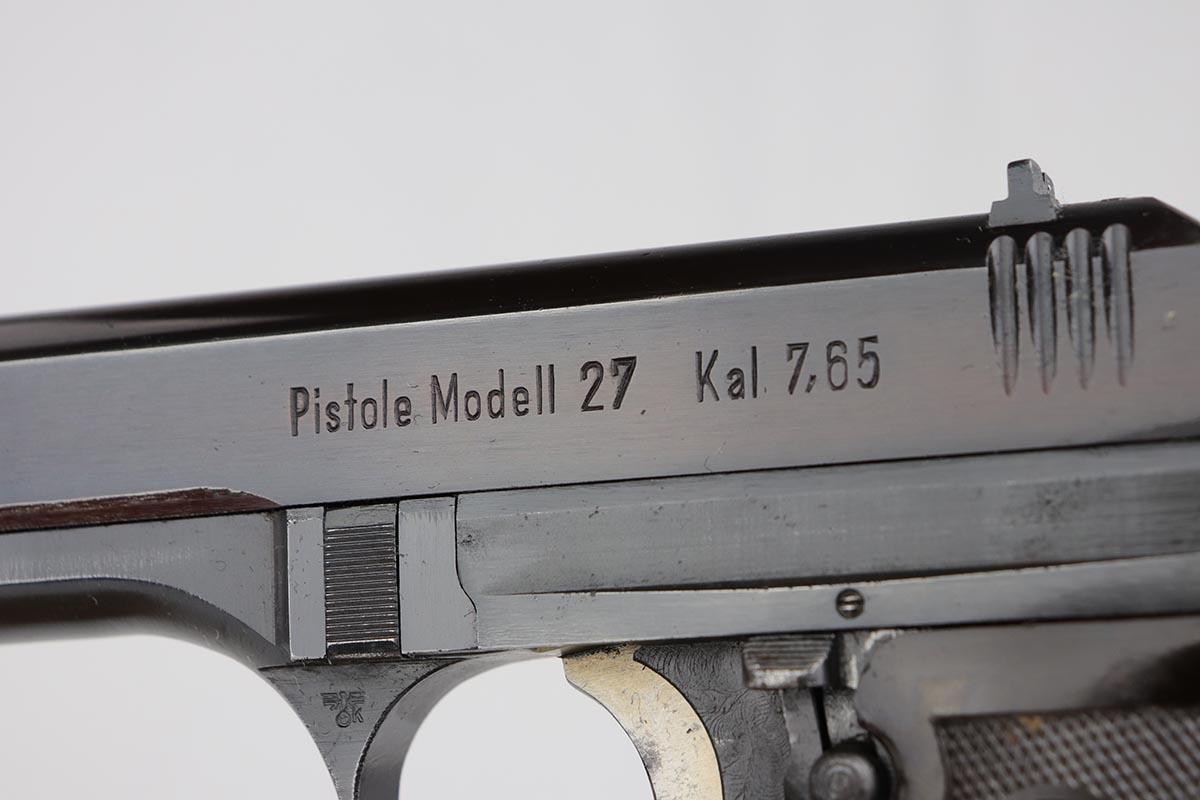 Pistole Modell 27 Kal 7,65
K